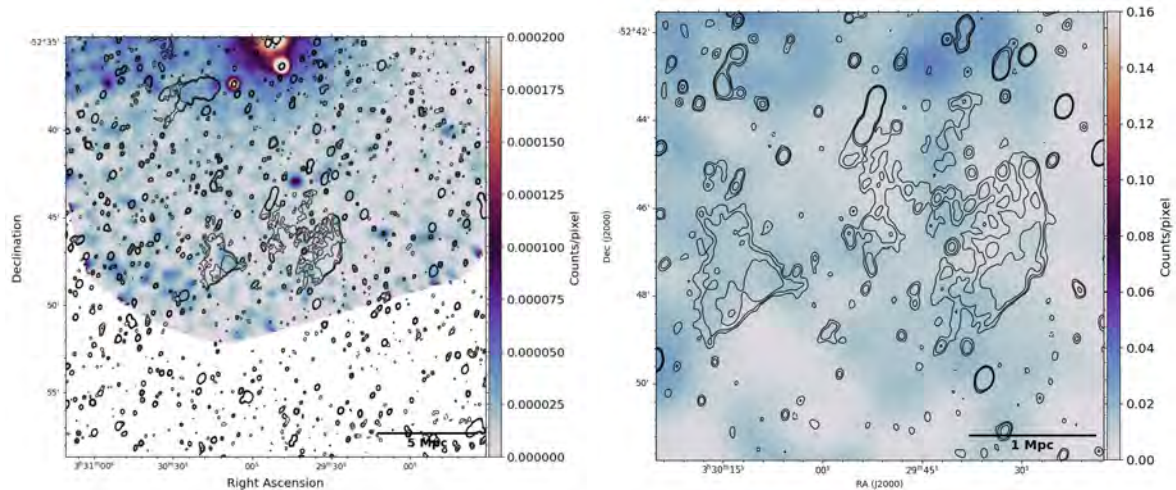 -52°35'
40'
45'
50'
55'
Declination
3ʰ31ᵐ00ˢ
30ᵐ30ˢ
00ˢ
29ᵐ30ˢ
00ˢ
Right Ascension
5 Mpc
0.000200
0.000175
0.000150
0.000125
0.000100
0.000075
0.000050
0.000025
0.000000
Counts/pixel
-52°42'
44'
46'
48'
50'
Dec (J2000)
3ʰ30ᵐ15ˢ
00ˢ
29ᵐ45ˢ
30ˢ
RA (J2000)
1 Mpc
0.16
0.14
0.12
0.10
0.08
0.06
0.04
0.02
0.00
Counts/pixel